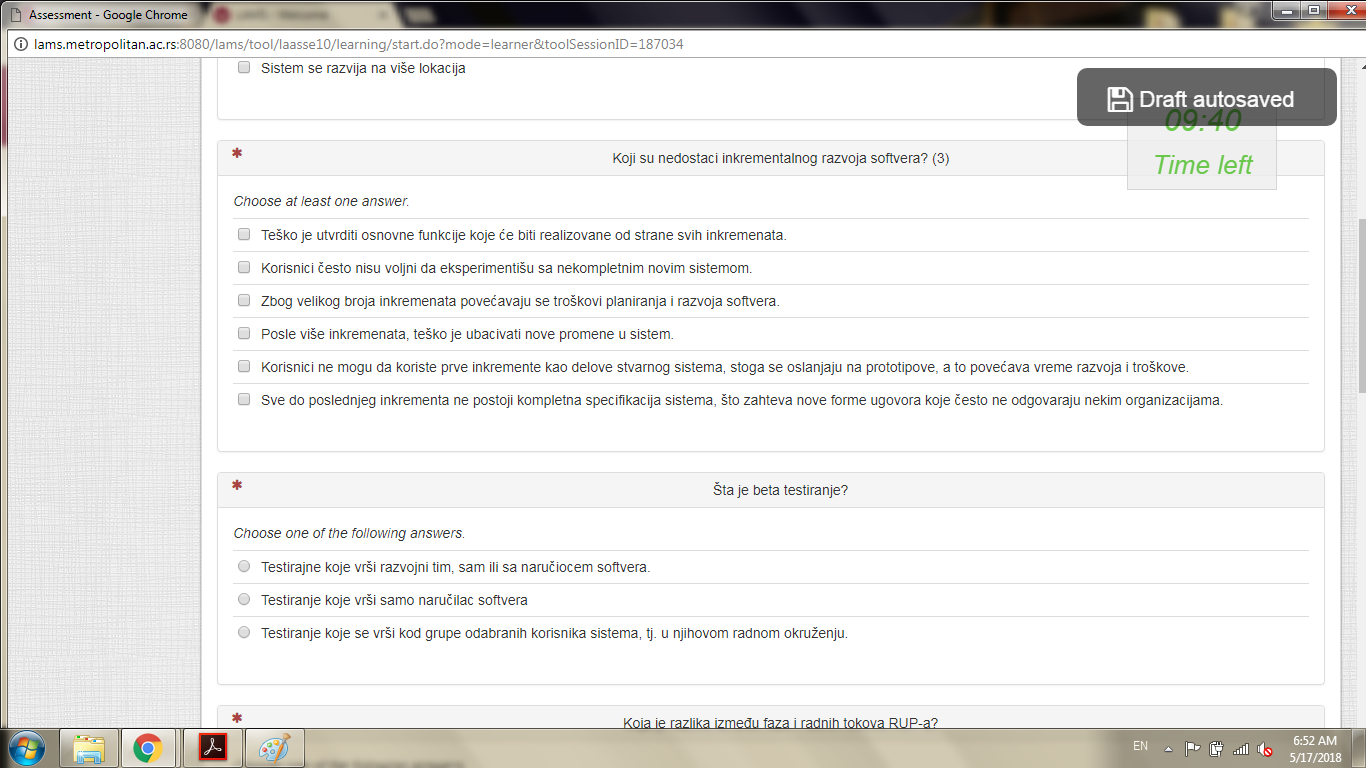 Assessment - Google Chrome
lams.metropolitan.ac.rs:8080/lams/tool/laasse10/learning/start.do?mode=learner&toolSessionID=187034
Sistem se razvija na više lokacija
Draft autosaved
09:40
Time left
* Koji su nedostaci inkrementalnog razvoja softvera? (3)
Choose at least one answer.
Teško je utvrditi osnovne funkcije koje će biti realizovane od strane svih inkremenata.
Korisnici često nisu voljni da eksperimentišu sa nekompletnim novim sistemom.
Zbog velikog broja inkremenata povećavaju se troškovi planiranja i razvoja softvera.
Posle više inkremenata, teško je ubacivati nove promene u sistem.
Korisnici ne mogu da koriste prve inkremente kao delove stvarnog sistema, stoga se oslanjaju na prototipove, a to povećava vreme razvoja i troškove.
Sve do poslednjeg inkrementa ne postoji kompletna specifikacija sistema, što zahteva nove forme ugovora koje često ne odgovaraju nekim organizacijama.
* Šta je beta testiranje?
Choose one of the following answers.
Testirajne koje vrši razvojni tim, sam ili sa naručiocem softvera.
Testiranje koje vrši samo naručilac softvera
Testiranje koje se vrši kod grupe odabranih korisnika sistema, tj. u njihovom radnom okruženju.
* Koja je razlika između faza i radnih tokova RUP-a?
EN
6:52 AM
5/17/2018